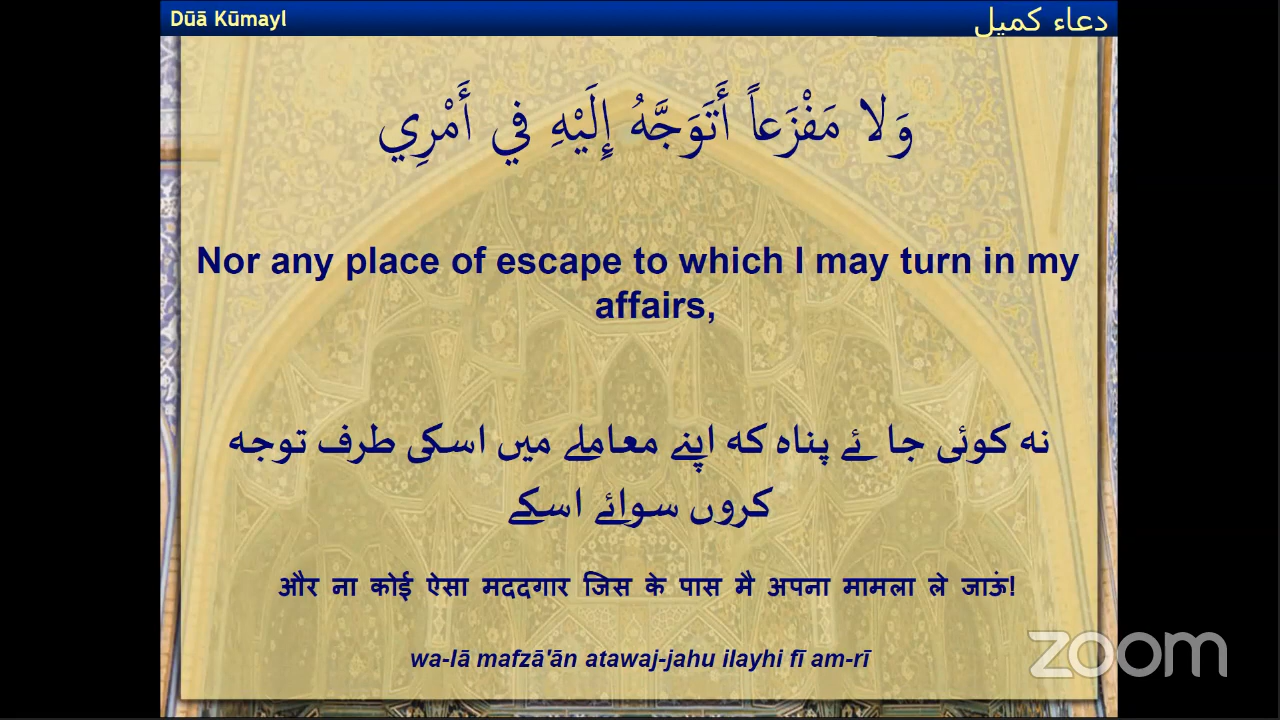 Dūā Kūmayl
دعاء كميل
وَلا مَفْزَعاً أَتَوَجَّهُ إِلَيْهِ فِي أَمْرِي
Nor any place of escape to which I may turn in my
affairs,
نہ کوئی جا ئے پناہ کہ اپنے معاملے میں اسکی طرف توجہ
کروں سوائے اسکے
और ना कोई ऐसा मददगार जिस के पास मै अपना मामला ले जाऊं!
wa-lā mafzā'ān atawaj-jahu ilayhi fī am-rī
zoom